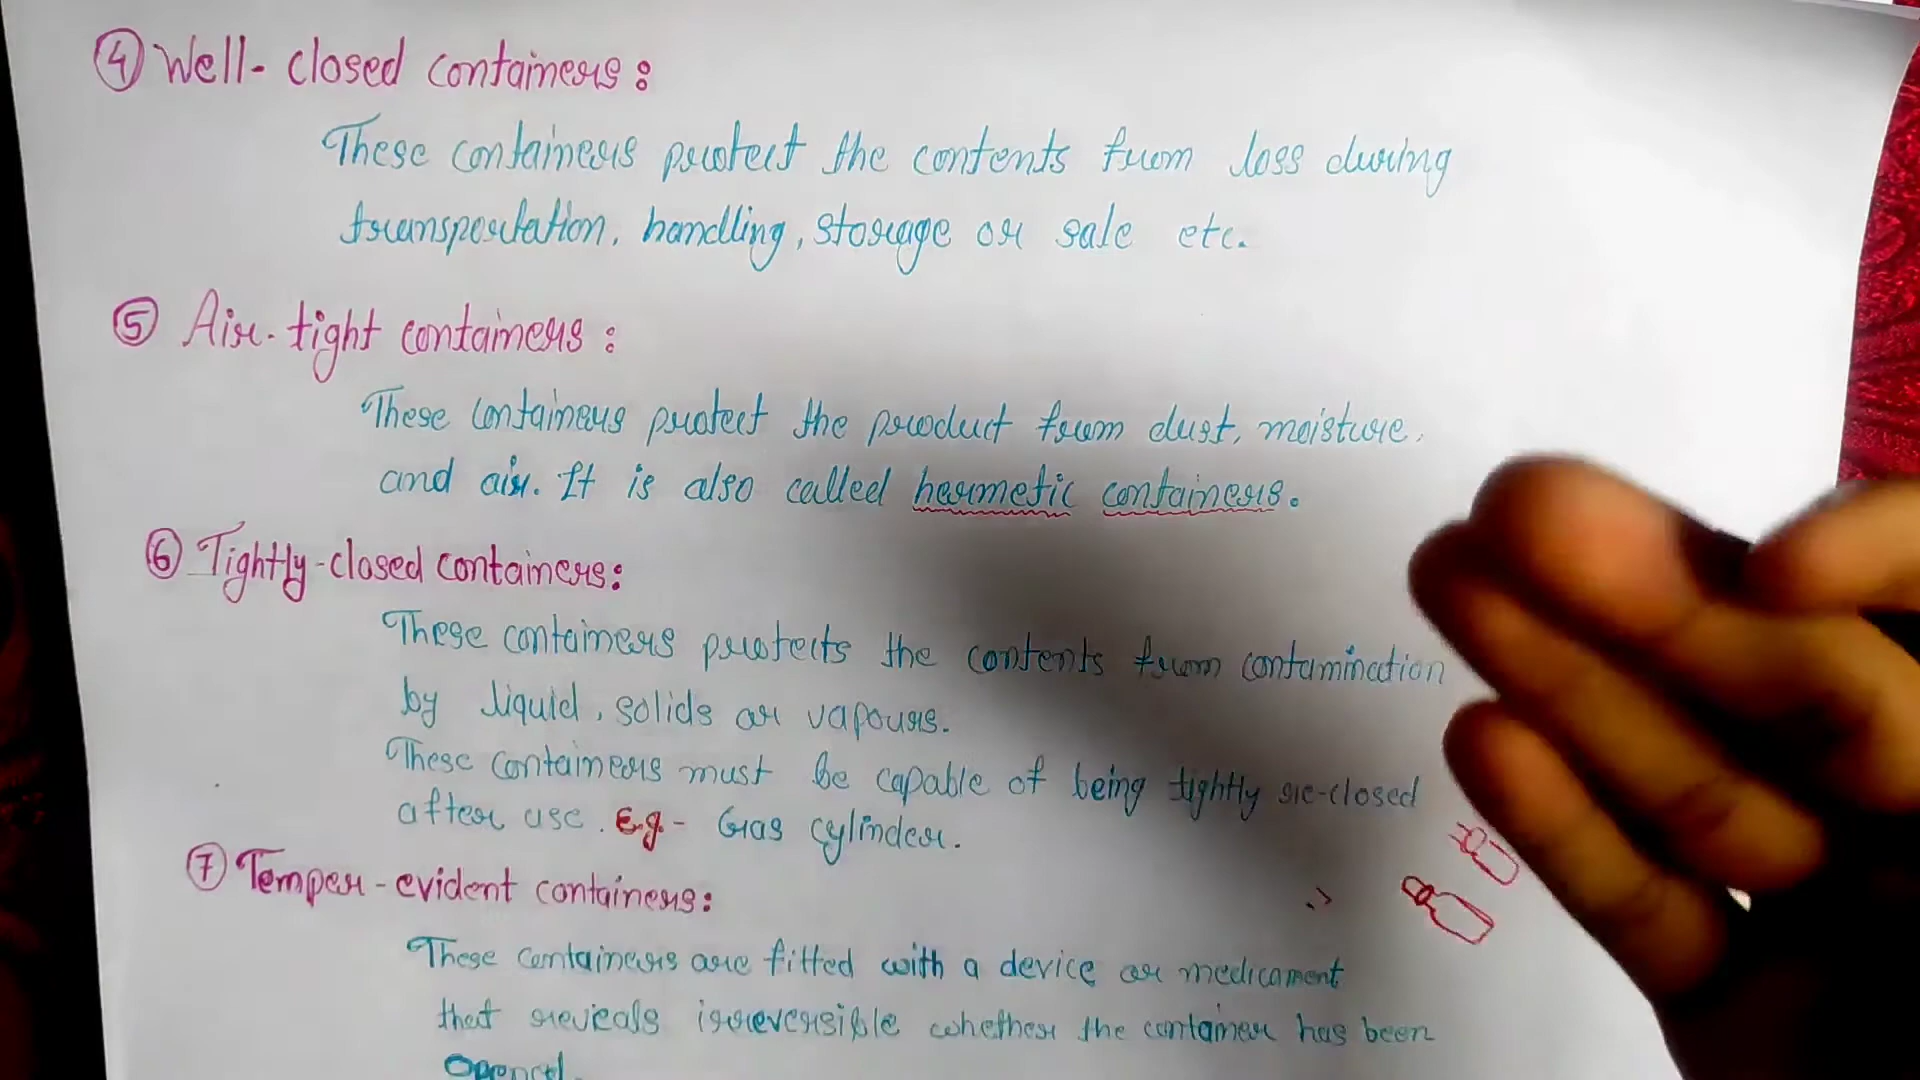 ④ Well-closed containers:
These containers protect the contents from loss during
transportation, handling, storage or sale etc.
⑤ Air-tight containers:
These containers protect the product from dust, moisture,
and air. It is also called hermetic containers.
⑥ Tightly-closed containers:
These containers protects the contents from contamination
by liquid, solids or vapours.
These containers must be capable of being tightly re-closed
after use. E.g.- Gas cylinder.
⑦ Temper-evident containers:
These containers are fitted with a device or medicament
that reveals irreversible whether the container has been
opened.